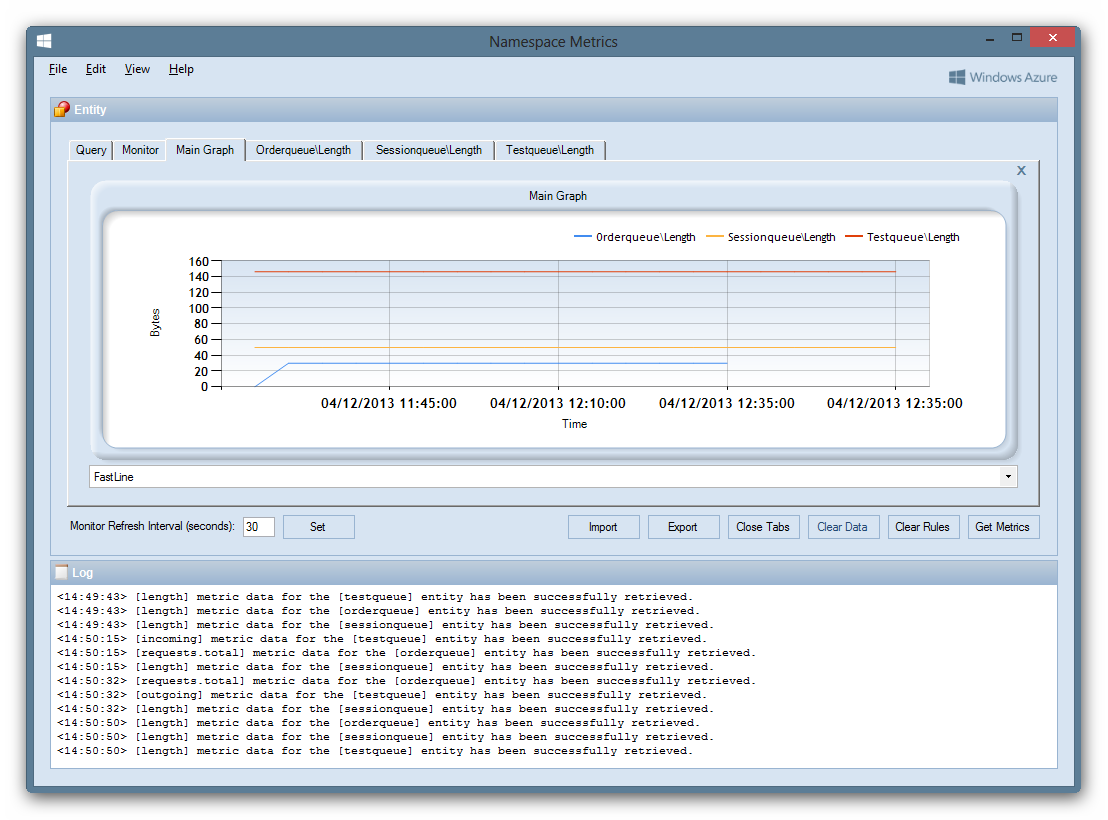 Namespace Metrics
File Edit View Help
Windows Azure
Entity
Query Monitor Main Graph Orderqueue\Length Sessionqueue\Length Testqueue\Length
X
Main Graph
Orderqueue\Length Sessionqueue\Length Testqueue\Length
160
140
120
100
80
60
40
20
0
Bytes
04/12/2013 11:45:00 04/12/2013 12:10:00 04/12/2013 12:35:00 04/12/2013 12:35:00
Time
FastLine
Monitor Refresh Interval (seconds): 30 Set Import Export Close Tabs Clear Data Clear Rules Get Metrics
Log
<14:49:43> [length] metric data for the [testqueue] entity has been successfully retrieved.
<14:49:43> [length] metric data for the [orderqueue] entity has been successfully retrieved.
<14:49:43> [length] metric data for the [sessionqueue] entity has been successfully retrieved.
<14:50:15> [incoming] metric data for the [testqueue] entity has been successfully retrieved.
<14:50:15> [requests.total] metric data for the [orderqueue] entity has been successfully retrieved.
<14:50:15> [length] metric data for the [sessionqueue] entity has been successfully retrieved.
<14:50:32> [requests.total] metric data for the [orderqueue] entity has been successfully retrieved.
<14:50:32> [outgoing] metric data for the [testqueue] entity has been successfully retrieved.
<14:50:32> [length] metric data for the [sessionqueue] entity has been successfully retrieved.
<14:50:50> [length] metric data for the [orderqueue] entity has been successfully retrieved.
<14:50:50> [length] metric data for the [sessionqueue] entity has been successfully retrieved.
<14:50:50> [length] metric data for the [testqueue] entity has been successfully retrieved.